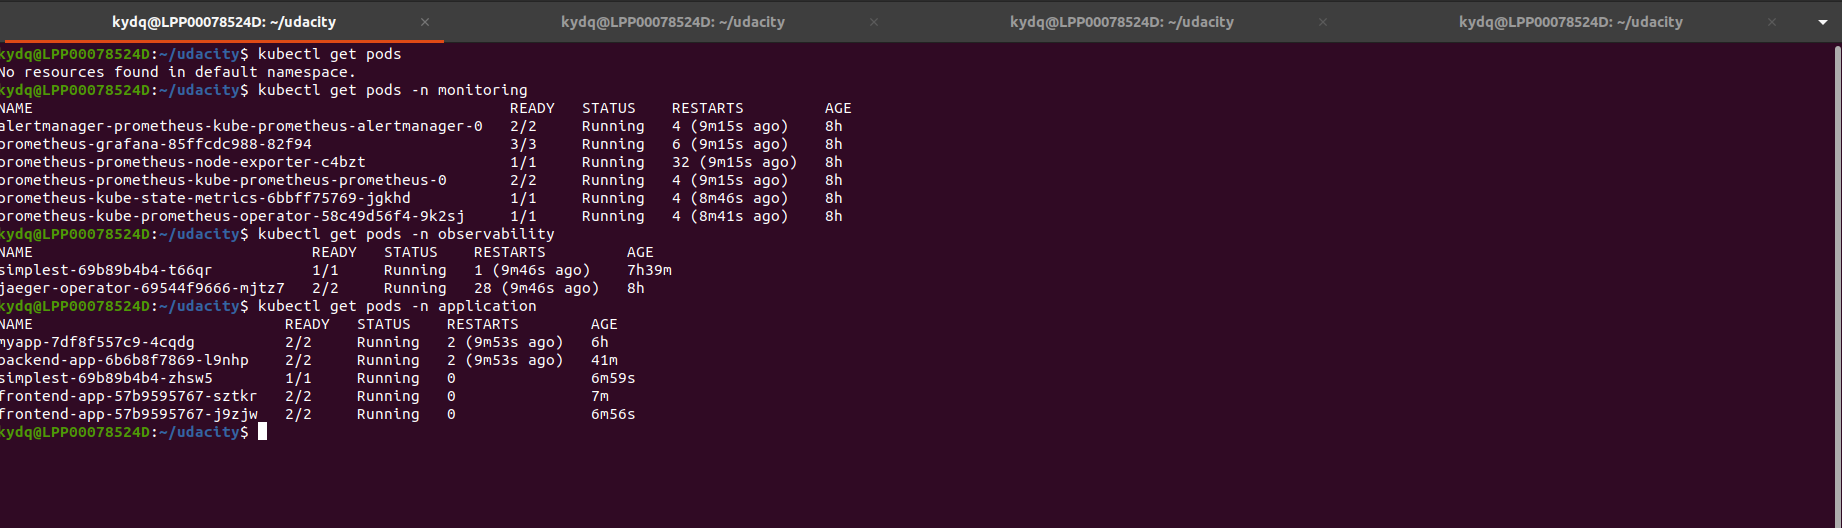 kydq@LPP00078524D: ~/udacity × kydq@LPP00078524D: ~/udacity × kydq@LPP00078524D: ~/udacity × kydq@LPP00078524D: ~/udacity ×
kydq@LPP00078524D:~/udacity$ kubectl get pods
No resources found in default namespace.
kydq@LPP00078524D:~/udacity$ kubectl get pods -n monitoring
NAME READY STATUS RESTARTS AGE
alertmanager-prometheus-kube-prometheus-alertmanager-0 2/2 Running 4 (9m15s ago) 8h
prometheus-grafana-85ffcdc988-82f94 3/3 Running 6 (9m15s ago) 8h
prometheus-prometheus-node-exporter-c4bzt 1/1 Running 32 (9m15s ago) 8h
prometheus-prometheus-kube-prometheus-prometheus-0 2/2 Running 4 (9m15s ago) 8h
prometheus-kube-state-metrics-6bbff75769-jgkhd 1/1 Running 4 (8m46s ago) 8h
prometheus-kube-prometheus-operator-58c49d56f4-9k2sj 1/1 Running 4 (8m41s ago) 8h
kydq@LPP00078524D:~/udacity$ kubectl get pods -n observability
NAME READY STATUS RESTARTS AGE
simplest-69b89b4b4-t66qr 1/1 Running 1 (9m46s ago) 7h39m
jaeger-operator-69544f9666-mjtz7 2/2 Running 28 (9m46s ago) 8h
kydq@LPP00078524D:~/udacity$ kubectl get pods -n application
NAME READY STATUS RESTARTS AGE
myapp-7df8f557c9-4cqdg 2/2 Running 2 (9m53s ago) 6h
backend-app-6b6b8f7869-l9nhp 2/2 Running 2 (9m53s ago) 41m
simplest-69b89b4b4-zhsw5 1/1 Running 0 6m59s
frontend-app-57b9595767-sztkr 2/2 Running 0 7m
frontend-app-57b9595767-j9zjw 2/2 Running 0 6m56s
kydq@LPP00078524D:~/udacity$